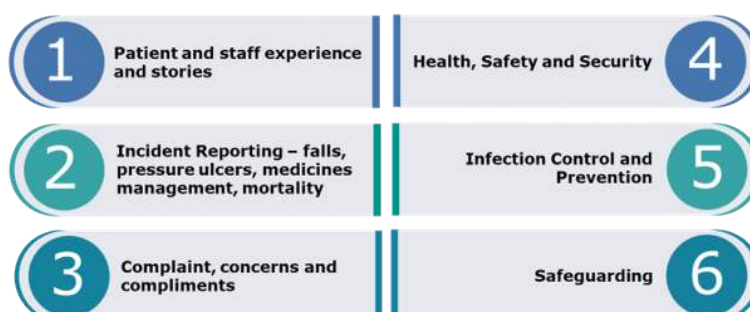 1
Patient and staff experience
and stories
2
Incident Reporting – falls,
pressure ulcers, medicines
management, mortality
3
Complaint, concerns and
compliments
Health, Safety and Security
4
Infection Control and
Prevention
5
Safeguarding
6